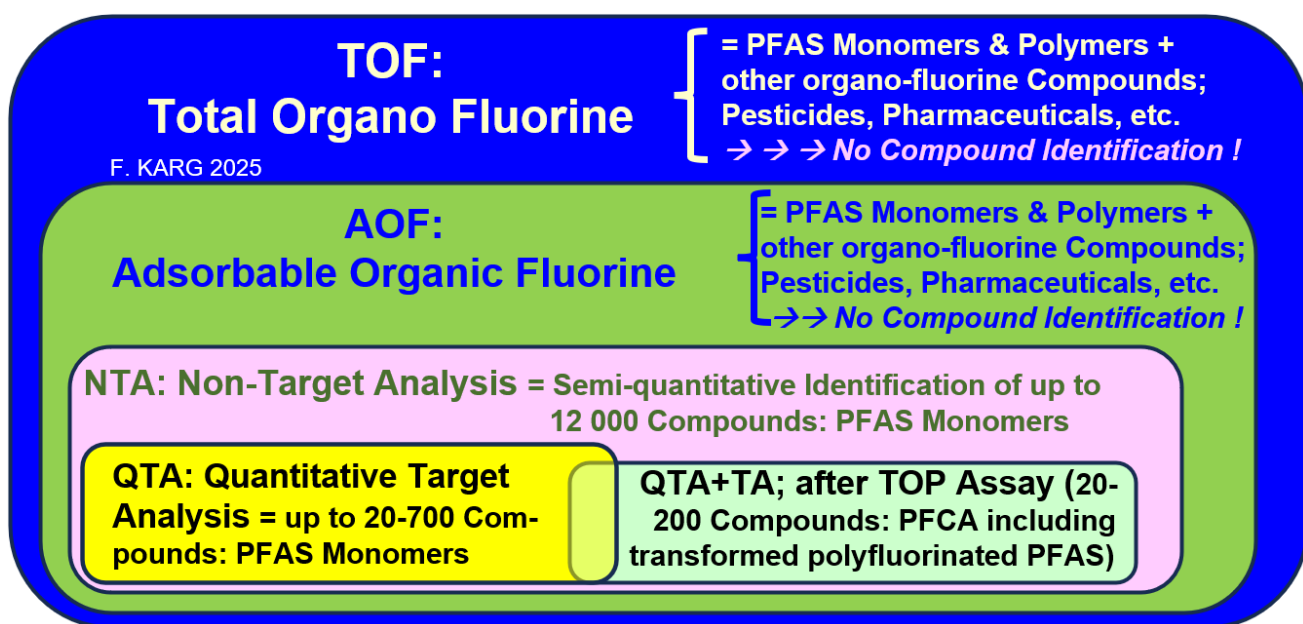 TOF:
Total Organo Fluorine
F. KARG 2025
= PFAS Monomers & Polymers +
other organo-fluorine Compounds;
Pesticides, Pharmaceuticals, etc.
→ → → No Compound Identification !
AOF:
Adsorbable Organic Fluorine
= PFAS Monomers & Polymers +
other organo-fluorine Compounds;
Pesticides, Pharmaceuticals, etc.
→→ No Compound Identification !
NTA: Non-Target Analysis = Semi-quantitative Identification of up to
12 000 Compounds: PFAS Monomers
QTA: Quantitative Target
Analysis = up to 20-700 Com-
pounds: PFAS Monomers
QTA+TA; after TOP Assay (20-
200 Compounds: PFCA including
transformed polyfluorinated PFAS)